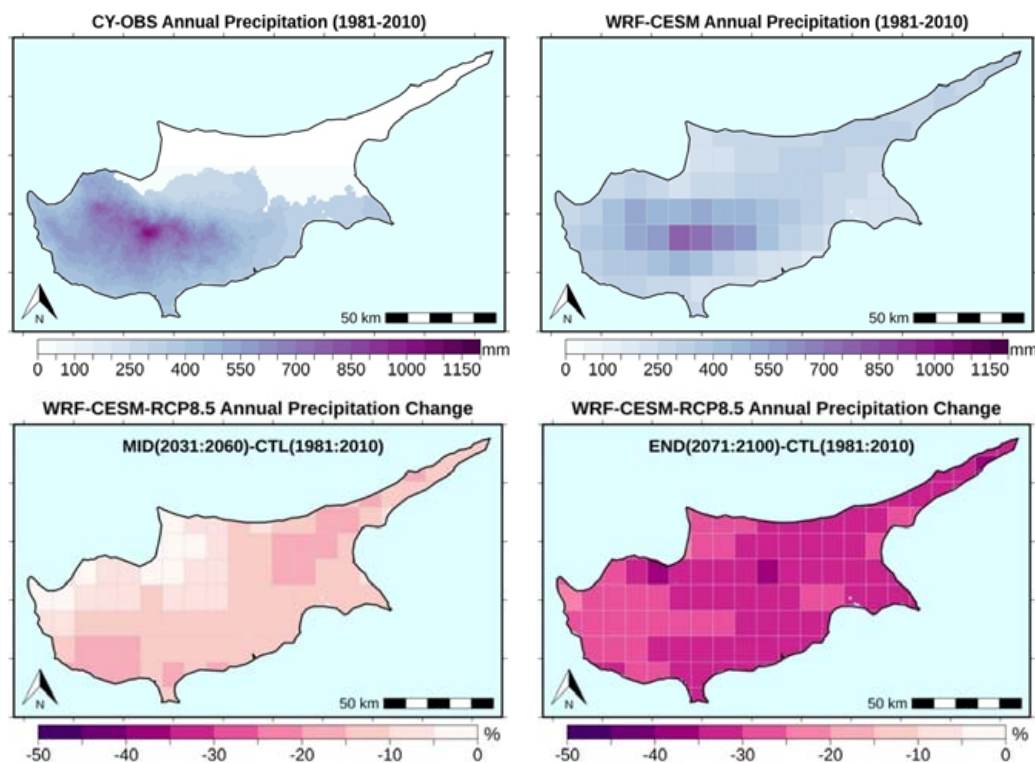 CY-OBS Annual Precipitation (1981-2010)
N
50 km
mm
0 100 250 400 550 700 850 1000 1150
WRF-CESM Annual Precipitation (1981-2010)
N
50 km
mm
0 100 250 400 550 700 850 1000 1150
WRF-CESM-RCP8.5 Annual Precipitation Change
MID(2031:2060)-CTL(1981:2010)
N
50 km
%
-50 -40 -30 -20 -10 0
WRF-CESM-RCP8.5 Annual Precipitation Change
END(2071:2100)-CTL(1981:2010)
N
50 km
%
-50 -40 -30 -20 -10 0